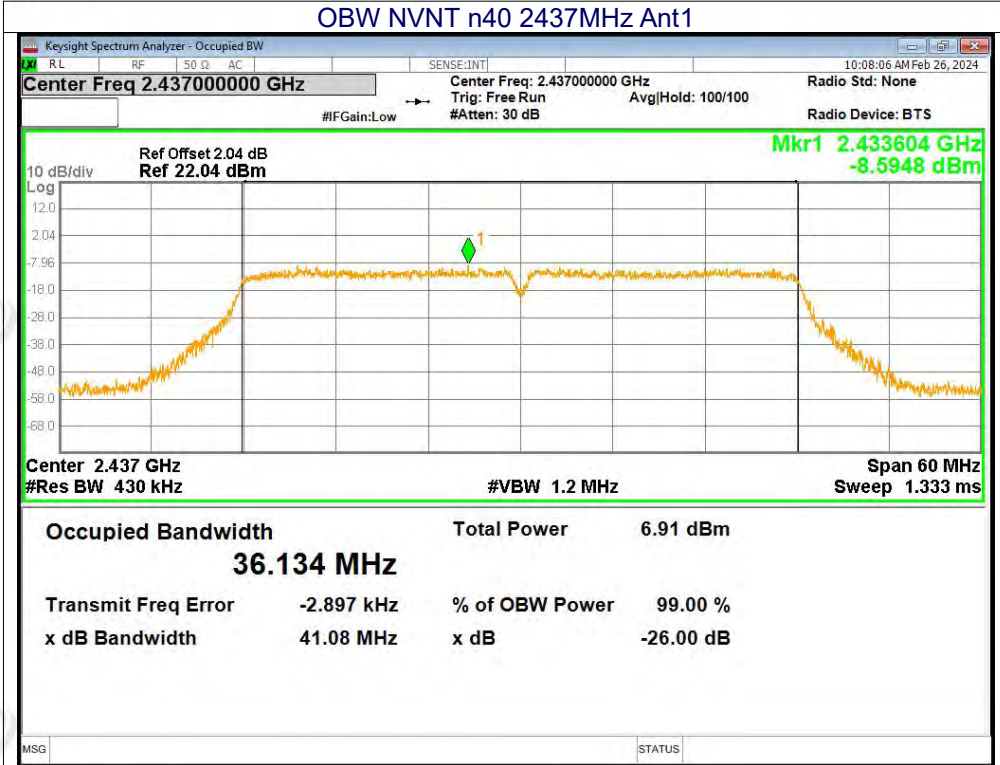 OBW NVNT n40 2437MHz Ant1
Keysight Spectrum Analyzer - Occupied BW
LXI RL RF 50 Ω AC SENSE:INT 10:08:06 AM Feb 26, 2024
Center Freq 2.437000000 GHz Center Freq: 2.437000000 GHz Radio Std: None
Trig: Free Run Avg|Hold: 100/100
#IFGain:Low #Atten: 30 dB Radio Device: BTS
Mkr1 2.433604 GHz
Ref Offset 2.04 dB
10 dB/div Ref 22.04 dBm -8.5948 dBm
Log
12.0
1
2.04
-7.96
-18.0
-28.0
-38.0
-48.0
-58.0
-68.0
Center 2.437 GHz Span 60 MHz
#Res BW 430 kHz #VBW 1.2 MHz Sweep 1.333 ms
Occupied Bandwidth Total Power 6.91 dBm
36.134 MHz
Transmit Freq Error -2.897 kHz % of OBW Power 99.00 %
x dB Bandwidth 41.08 MHz x dB -26.00 dB
MSG STATUS